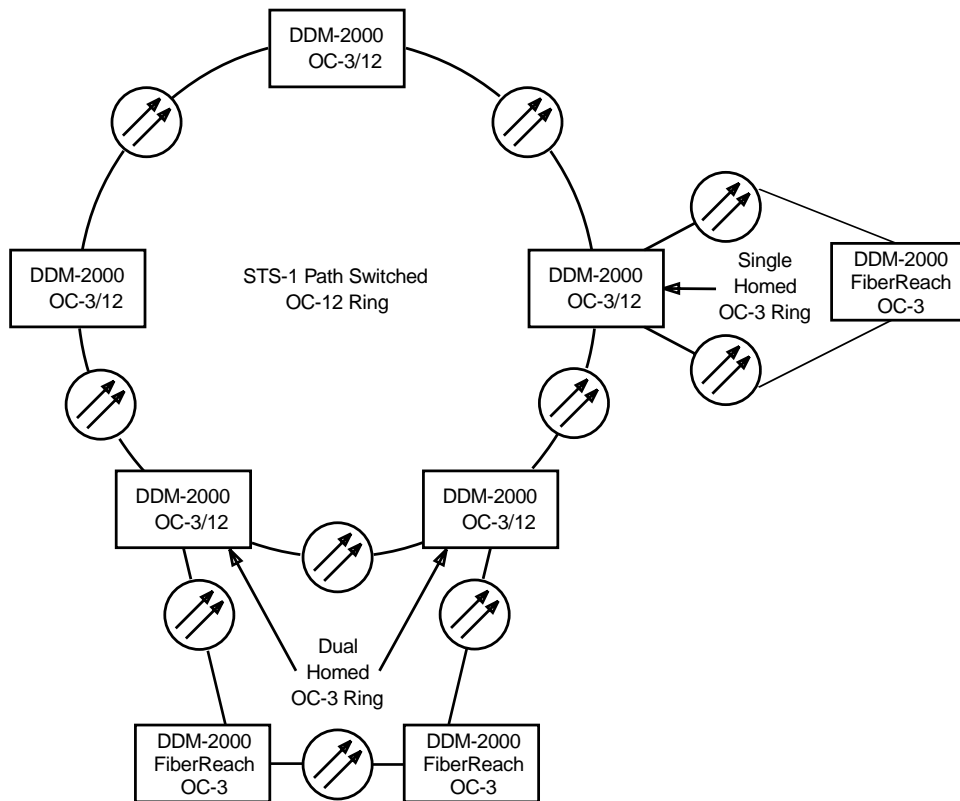 DDM-2000
OC-3/12
DDM-2000
OC-3/12
STS-1 Path Switched
OC-12 Ring
DDM-2000
OC-3/12
Single
Homed
OC-3 Ring
DDM-2000
FiberReach
OC-3
DDM-2000
OC-3/12
DDM-2000
OC-3/12
Dual
Homed
OC-3 Ring
DDM-2000
FiberReach
OC-3
DDM-2000
FiberReach
OC-3